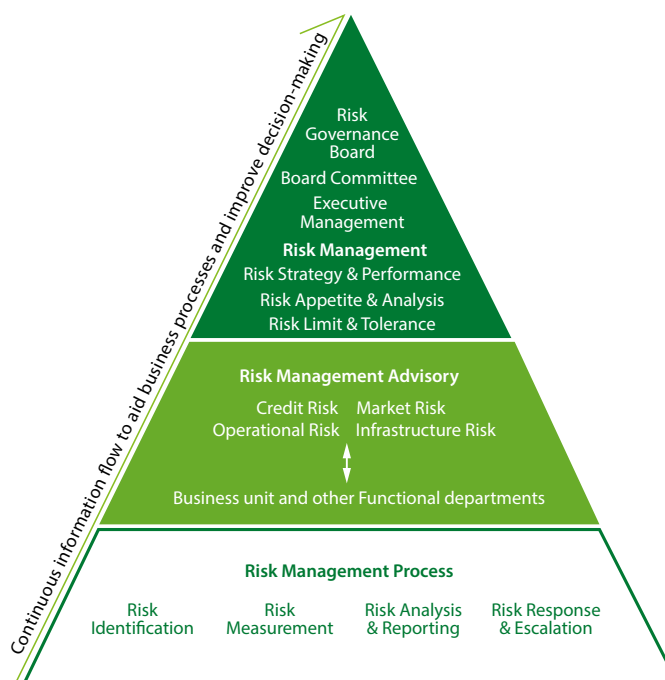 Continuous information flow to aid business processes and improve decision-making
Risk
Governance
Board
Board Committee
Executive
Management
Risk Management
Risk Strategy & Performance
Risk Appetite & Analysis
Risk Limit & Tolerance
Risk Management Advisory
Credit Risk Market Risk
Operational Risk Infrastructure Risk
Business unit and other Functional departments
Risk Management Process
Risk
Identification
Risk
Measurement
Risk Analysis
& Reporting
Risk Response
& Escalation